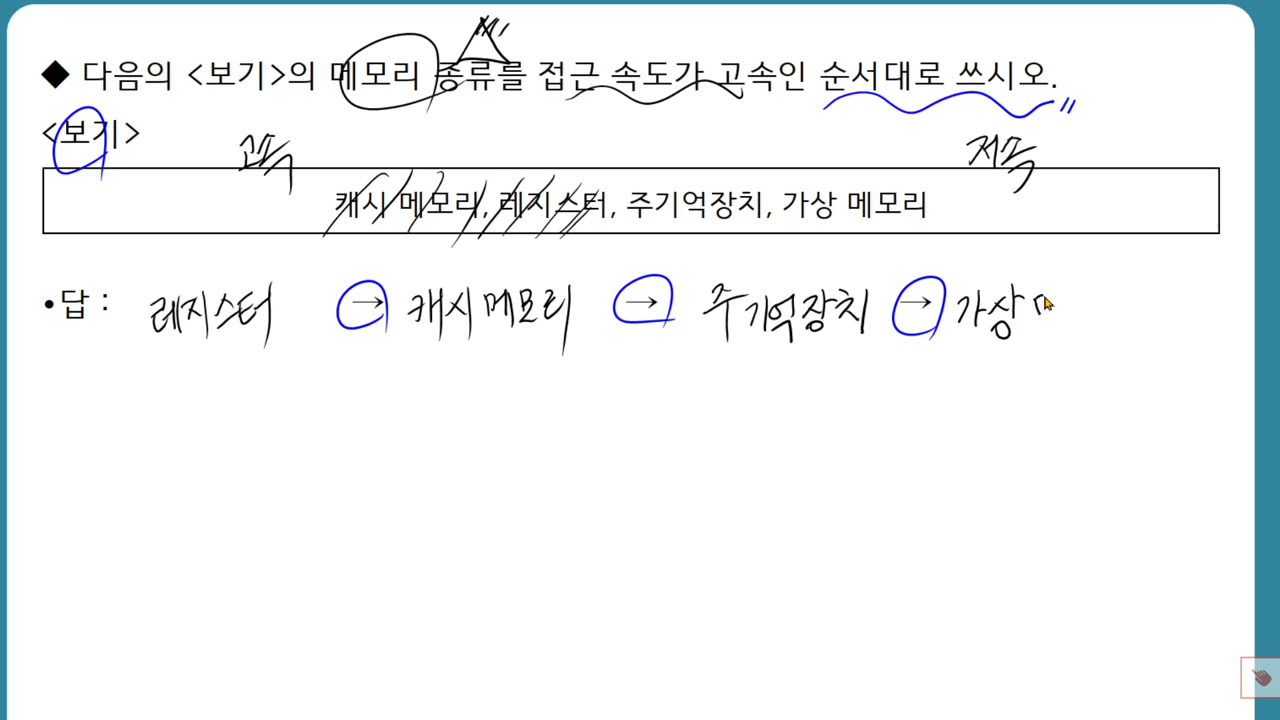 ◆ 다음의 <보기>의 메모리 종류를 접근 속도가 고속인 순서대로 쓰시오.
<보기>
고속 저속
캐시 메모리, 레지스터, 주기억장치, 가상 메모리
•답 : 레지스터 → 캐시메모리 → 주기억장치 → 가상